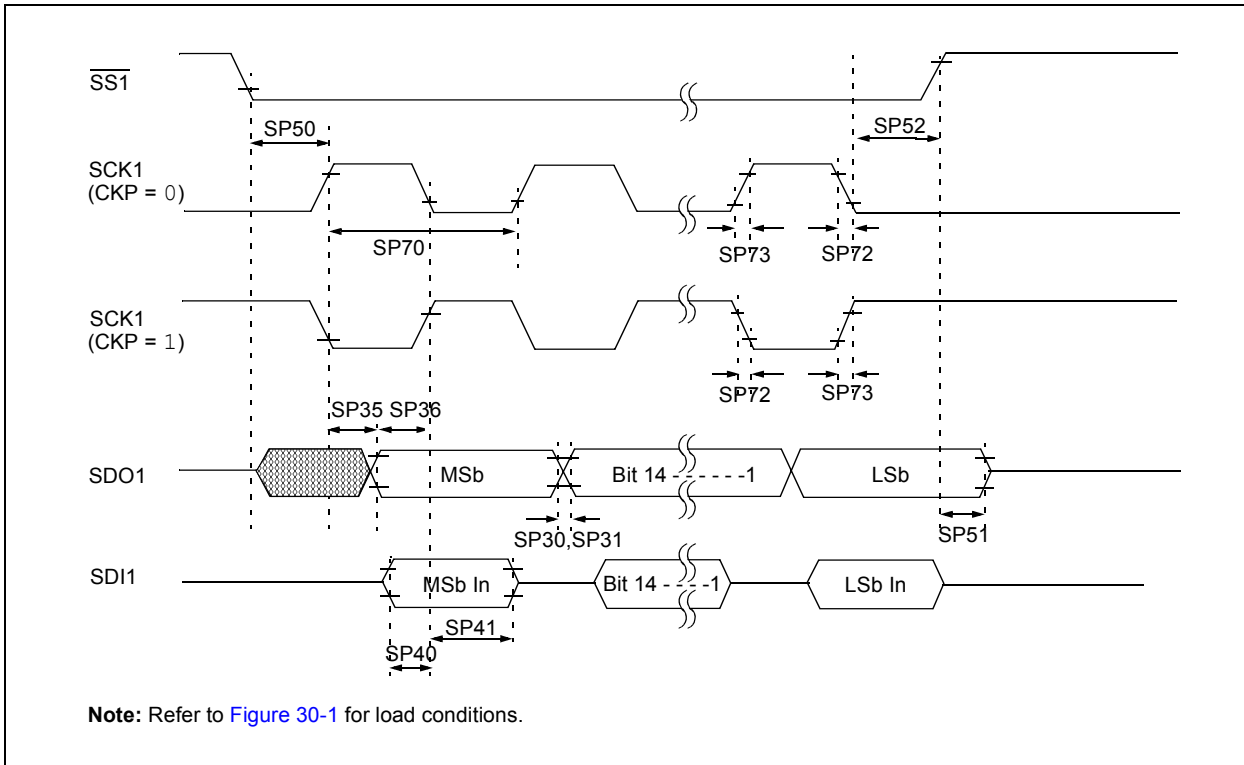 SS1
SP50
SP52
SCK1
(CKP = 0)
SP70
SP73
SP72
SCK1
(CKP = 1)
SP72
SP73
SP35 SP36
SDO1
MSb
Bit 14 - - - - - -1
LSb
SP30,SP31
SP51
SDI1
MSb In
Bit 14 - - - -1
LSb In
SP41
SP40
Note: Refer to Figure 30-1 for load conditions.